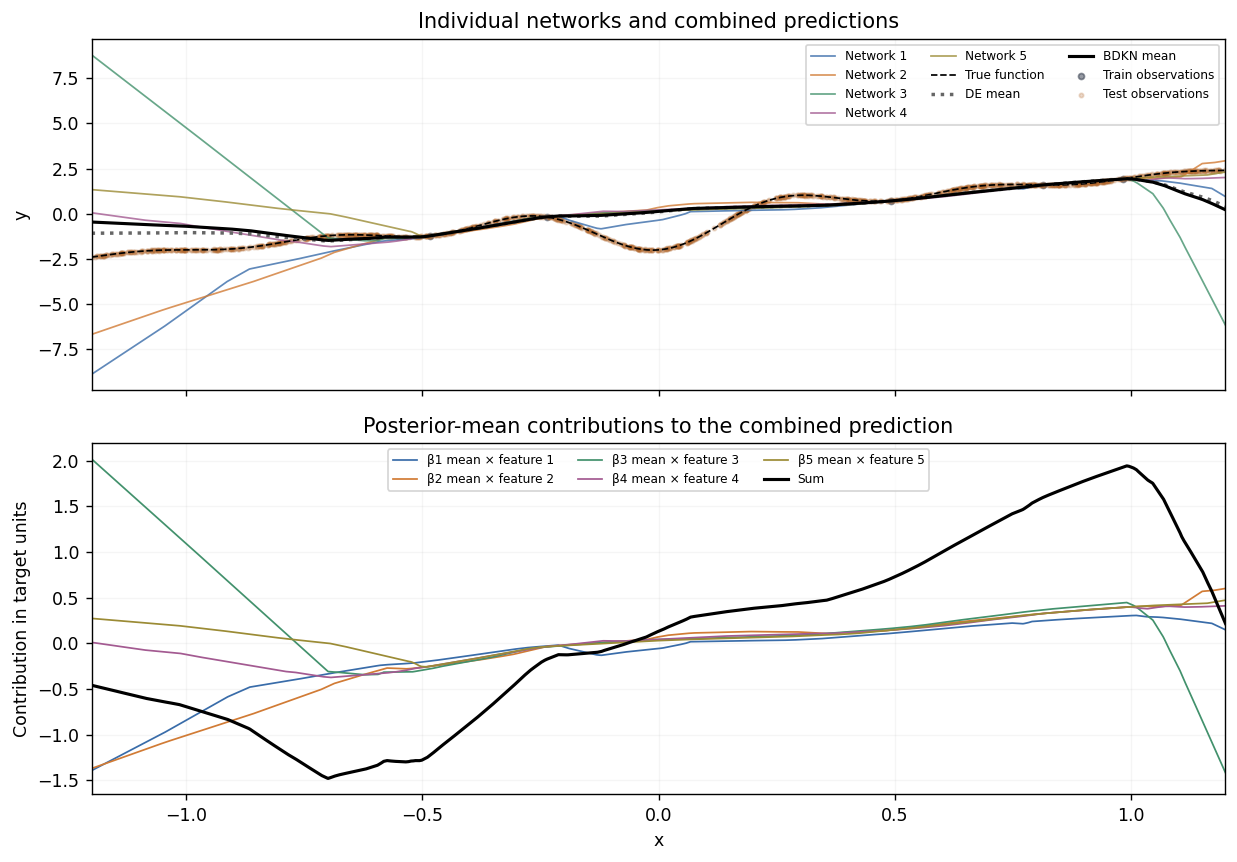 Individual networks and combined predictions
7.5
5.0
2.5
0.0
−2.5
−5.0
−7.5
y
Network 1
Network 2
Network 3
Network 4
Network 5
True function
DE mean
BDKN mean
Train observations
Test observations
Posterior-mean contributions to the combined prediction
2.0
1.5
1.0
0.5
0.0
−0.5
−1.0
−1.5
Contribution in target units
β1 mean × feature 1
β2 mean × feature 2
β3 mean × feature 3
β4 mean × feature 4
β5 mean × feature 5
Sum
−1.0
−0.5
0.0
0.5
1.0
x